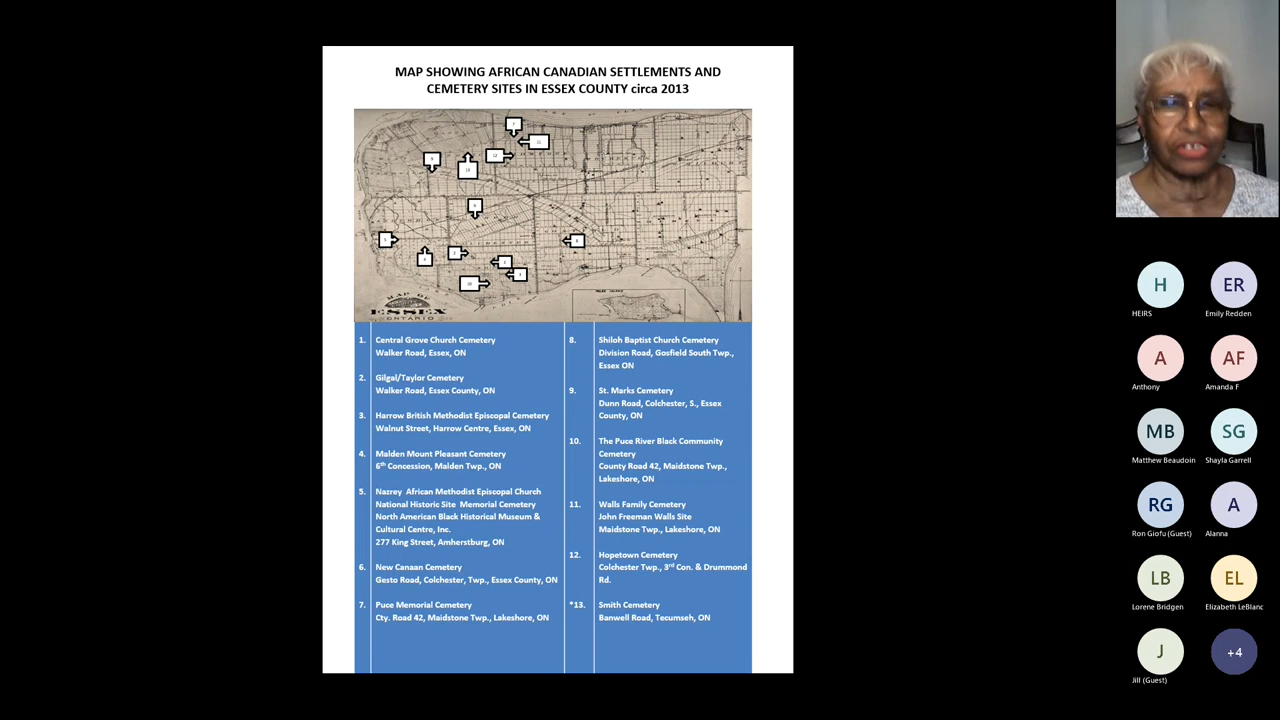 MAP SHOWING AFRICAN CANADIAN SETTLEMENTS AND
CEMETERY SITES IN ESSEX COUNTY circa 2013
MAP OF
ESSEX
ONTARIO
1. Central Grove Church Cemetery
Walker Road, Essex, ON
2. Gilgal/Taylor Cemetery
Walker Road, Essex County, ON
3. Harrow British Methodist Episcopal Cemetery
Walnut Street, Harrow Centre, Essex, ON
4. Malden Mount Pleasant Cemetery
6th Concession, Malden Twp., ON
5. Nazrey African Methodist Episcopal Church
National Historic Site Memorial Cemetery
North American Black Historical Museum &
Cultural Centre, Inc.
277 King Street, Amherstburg, ON
6. New Canaan Cemetery
Gesto Road, Colchester, Twp., Essex County, ON
7. Puce Memorial Cemetery
Cty. Road 42, Maidstone Twp., Lakeshore, ON
8. Shiloh Baptist Church Cemetery
Division Road, Gosfield South Twp.,
Essex ON
9. St. Marks Cemetery
Dunn Road, Colchester, S., Essex
County, ON
10. The Puce River Black Community
Cemetery
County Road 42, Maidstone Twp.,
Lakeshore, ON
11. Walls Family Cemetery
John Freeman Walls Site
Maidstone Twp., Lakeshore, ON
12. Hopetown Cemetery
Colchester Twp., 3rd Con. & Drummond
Rd.
*13. Smith Cemetery
Banwell Road, Tecumseh, ON
H
HEIRS
ER
Emily Redden
A
Anthony
AF
Amanda F
MB
Matthew Beaudoin
SG
Shayla Garrell
RG
Ron Giofu (Guest)
A
Alanna
LB
Lorene Bridgen
EL
Elizabeth LeBlanc
J
Jill (Guest)
+4